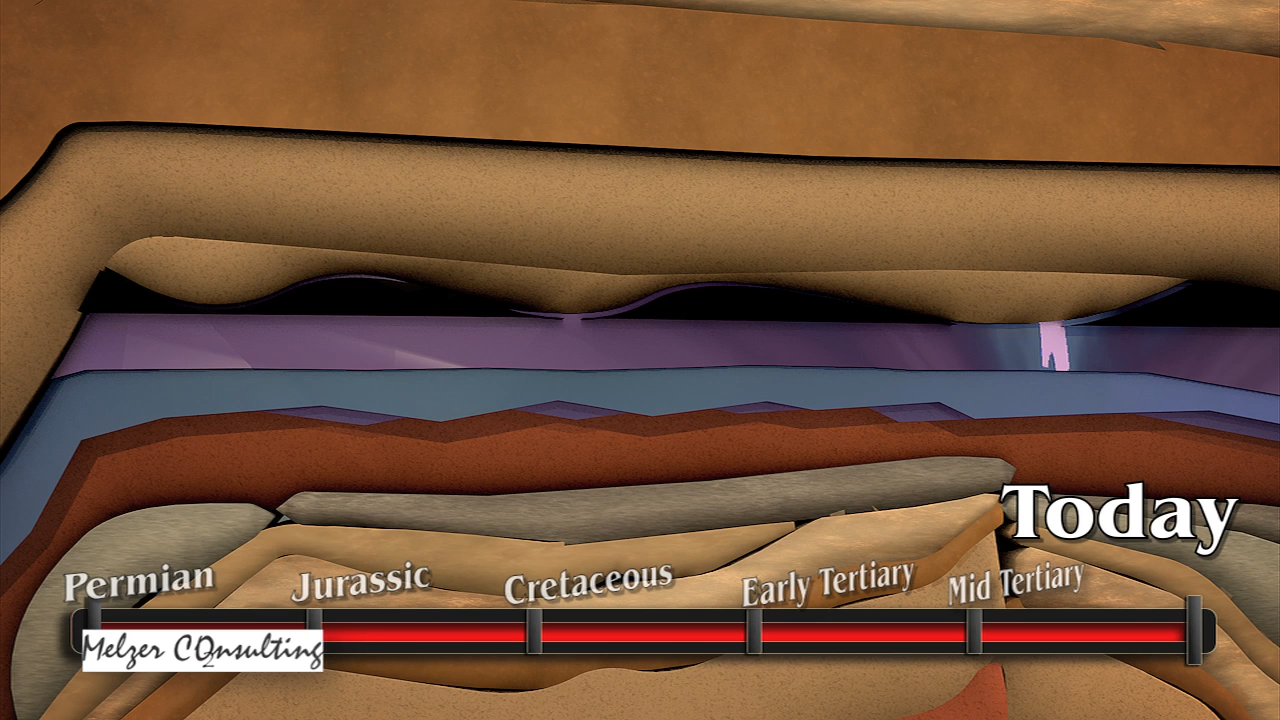 Today
Permian
Jurassic
Cretaceous
Early Tertiary
Mid Tertiary
Melzer CO2nsulting